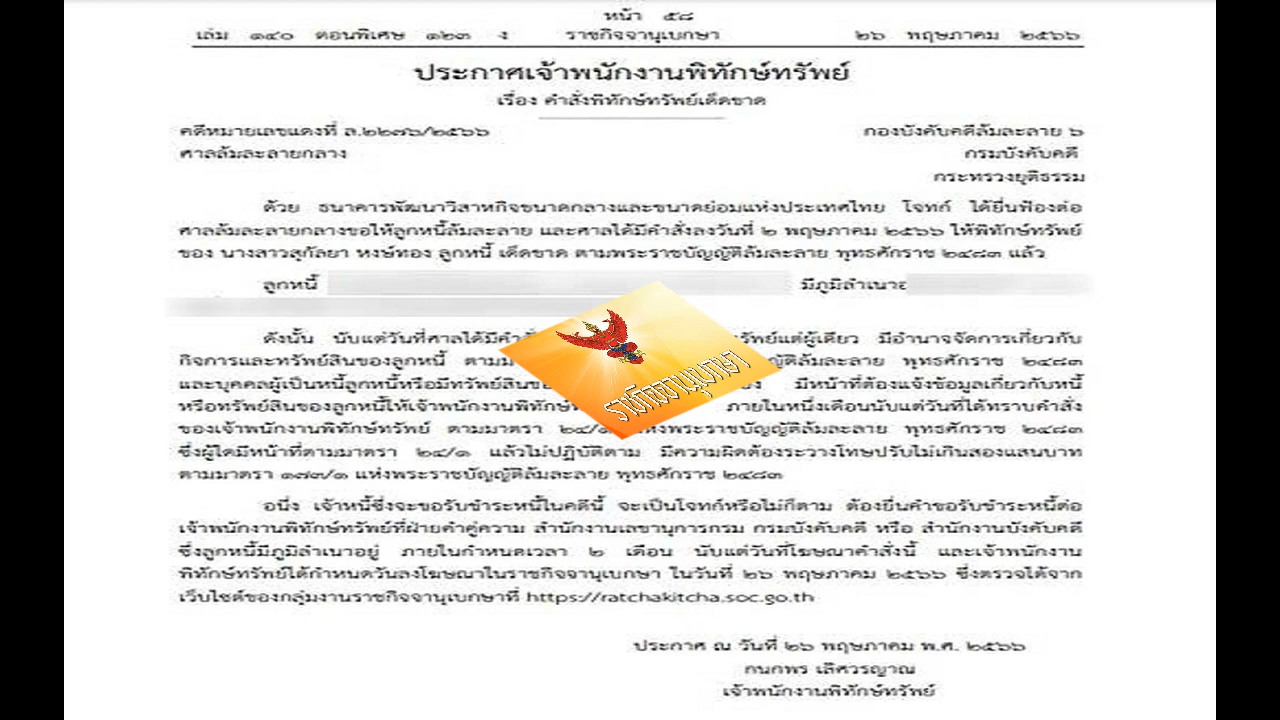 หน้า ๕๘
เล่ม ๑๔๐ ตอนพิเศษ ๑๒๓ ง ราชกิจจานุเบกษา ๒๖ พฤษภาคม ๒๕๖๖
ประกาศเจ้าพนักงานพิทักษ์ทรัพย์
เรื่อง คำสั่งพิทักษ์ทรัพย์เด็ดขาด
คดีหมายเลขแดงที่ ล.๒๒๗๖/๒๕๖๖ กองบังคับคดีล้มละลาย ๖
ศาลล้มละลายกลาง กรมบังคับคดี
กระทรวงยุติธรรม
ด้วย ธนาคารพัฒนาวิสาหกิจขนาดกลางและขนาดย่อมแห่งประเทศไทย โจทก์ ได้ยื่นฟ้องต่อ
ศาลล้มละลายกลางขอให้ลูกหนี้ล้มละลาย และศาลได้มีคำสั่งลงวันที่ ๒ พฤษภาคม ๒๕๖๖ ให้พิทักษ์ทรัพย์
ของ นางสาวสุกัลยา หงษ์ทอง ลูกหนี้ เด็ดขาด ตามพระราชบัญญัติล้มละลาย พุทธศักราช ๒๔๘๓ แล้ว
ลูกหนี้ มีภูมิลำเนา
ดังนั้น นับแต่วันที่ศาลได้มีคำสั่ง ทรัพย์แต่ผู้เดียว มีอำนาจจัดการเกี่ยวกับ
กิจการและทรัพย์สินของลูกหนี้ ตามม ญัติล้มละลาย พุทธศักราช ๒๔๘๓
และบุคคลผู้เป็นหนี้ลูกหนี้หรือมีทรัพย์สินขอ มีหน้าที่ต้องแจ้งข้อมูลเกี่ยวกับหนี้
หรือทรัพย์สินของลูกหนี้ให้เจ้าพนักงานพิทักษ์ ราชกิจจานุเบกษา ภายในหนึ่งเดือนนับแต่วันที่ได้ทราบคำสั่ง
ของเจ้าพนักงานพิทักษ์ทรัพย์ ตามมาตรา ๒๔/๑ แห่งพระราชบัญญัติล้มละลาย พุทธศักราช ๒๔๘๓
ซึ่งผู้ใดมีหน้าที่ตามมาตรา ๒๔/๑ แล้วไม่ปฏิบัติตาม มีความผิดต้องระวางโทษปรับไม่เกินสองแสนบาท
ตามมาตรา ๑๗๓/๑ แห่งพระราชบัญญัติล้มละลาย พุทธศักราช ๒๔๘๓
อนึ่ง เจ้าหนี้ซึ่งจะขอรับชำระหนี้ในคดีนี้ จะเป็นโจทก์หรือไม่ก็ตาม ต้องยื่นคำขอรับชำระหนี้ต่อ
เจ้าพนักงานพิทักษ์ทรัพย์ที่ฝ่ายคำคู่ความ สำนักงานเลขานุการกรม กรมบังคับคดี หรือ สำนักงานบังคับคดี
ซึ่งลูกหนี้มีภูมิลำเนาอยู่ ภายในกำหนดเวลา ๒ เดือน นับแต่วันที่โฆษณาคำสั่งนี้ และเจ้าพนักงาน
พิทักษ์ทรัพย์ได้กำหนดวันลงโฆษณาในราชกิจจานุเบกษา ในวันที่ ๒๖ พฤษภาคม ๒๕๖๖ ซึ่งตรวจได้จาก
เว็บไซต์ของกลุ่มงานราชกิจจานุเบกษาที่ https://ratchakitcha.soc.go.th
ประกาศ ณ วันที่ ๒๖ พฤษภาคม พ.ศ. ๒๕๖๖
กนกพร เลิศวรญาณ
เจ้าพนักงานพิทักษ์ทรัพย์